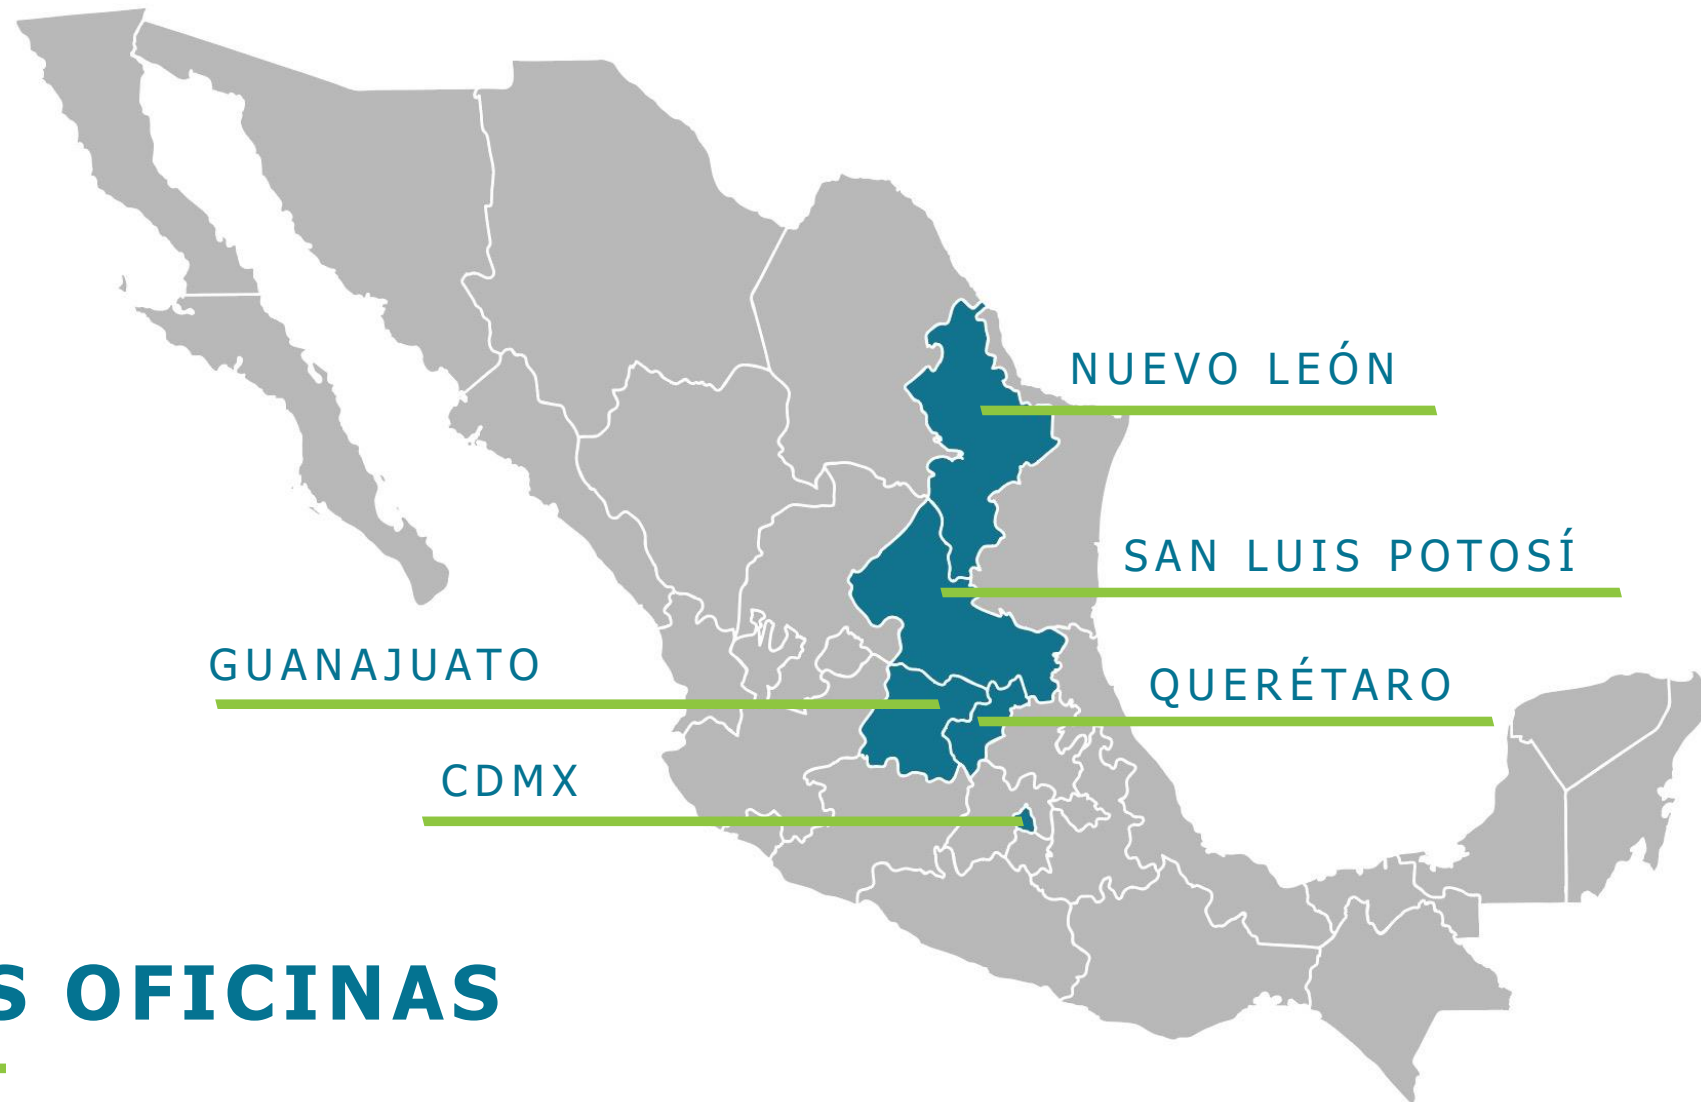 NUEVO LEÓN
SAN LUIS POTOSÍ
GUANAJUATO
QUERÉTARO
CDMX
S OFICINAS